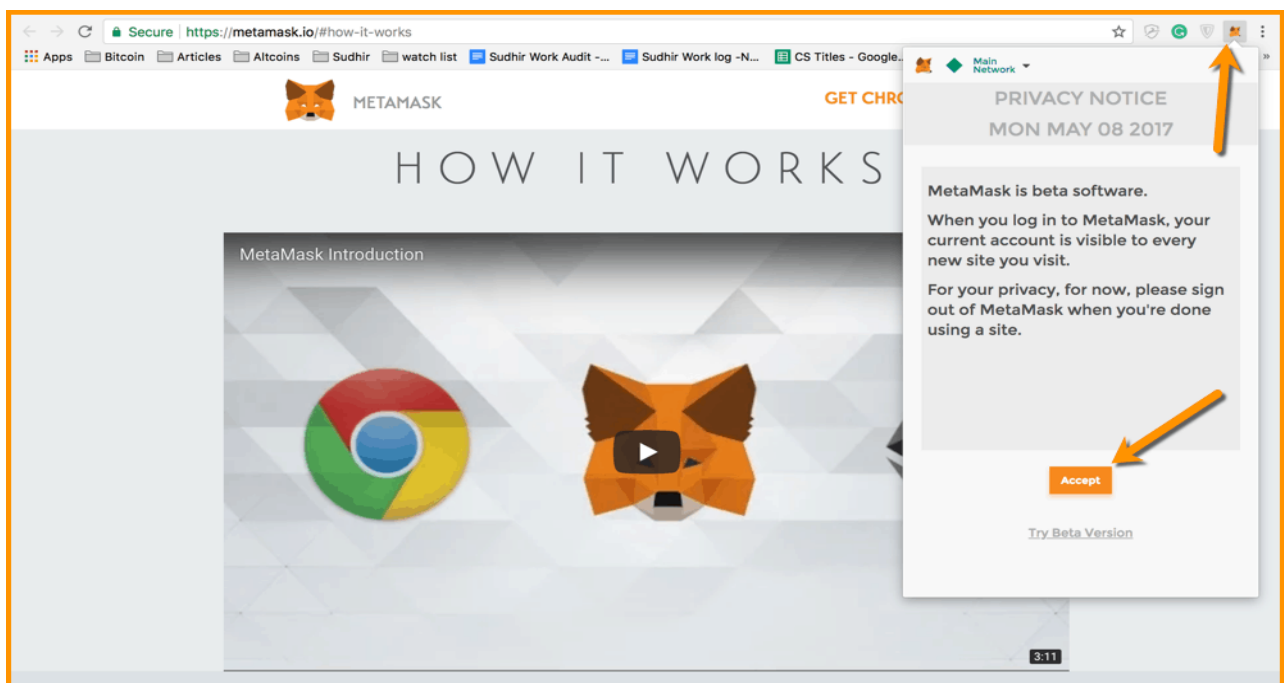 Secure https://metamask.io/#how-it-works
Apps Bitcoin Articles Altcoins Sudhir watch list Sudhir Work Audit -... Sudhir Work log -N... CS Titles - Google... »
METAMASK
GET CHRO
HOW IT WORKS
MetaMask Introduction
3:11
Main
Network
PRIVACY NOTICE
MON MAY 08 2017
MetaMask is beta software.
When you log in to MetaMask, your
current account is visible to every
new site you visit.
For your privacy, for now, please sign
out of MetaMask when you're done
using a site.
Accept
Try Beta Version